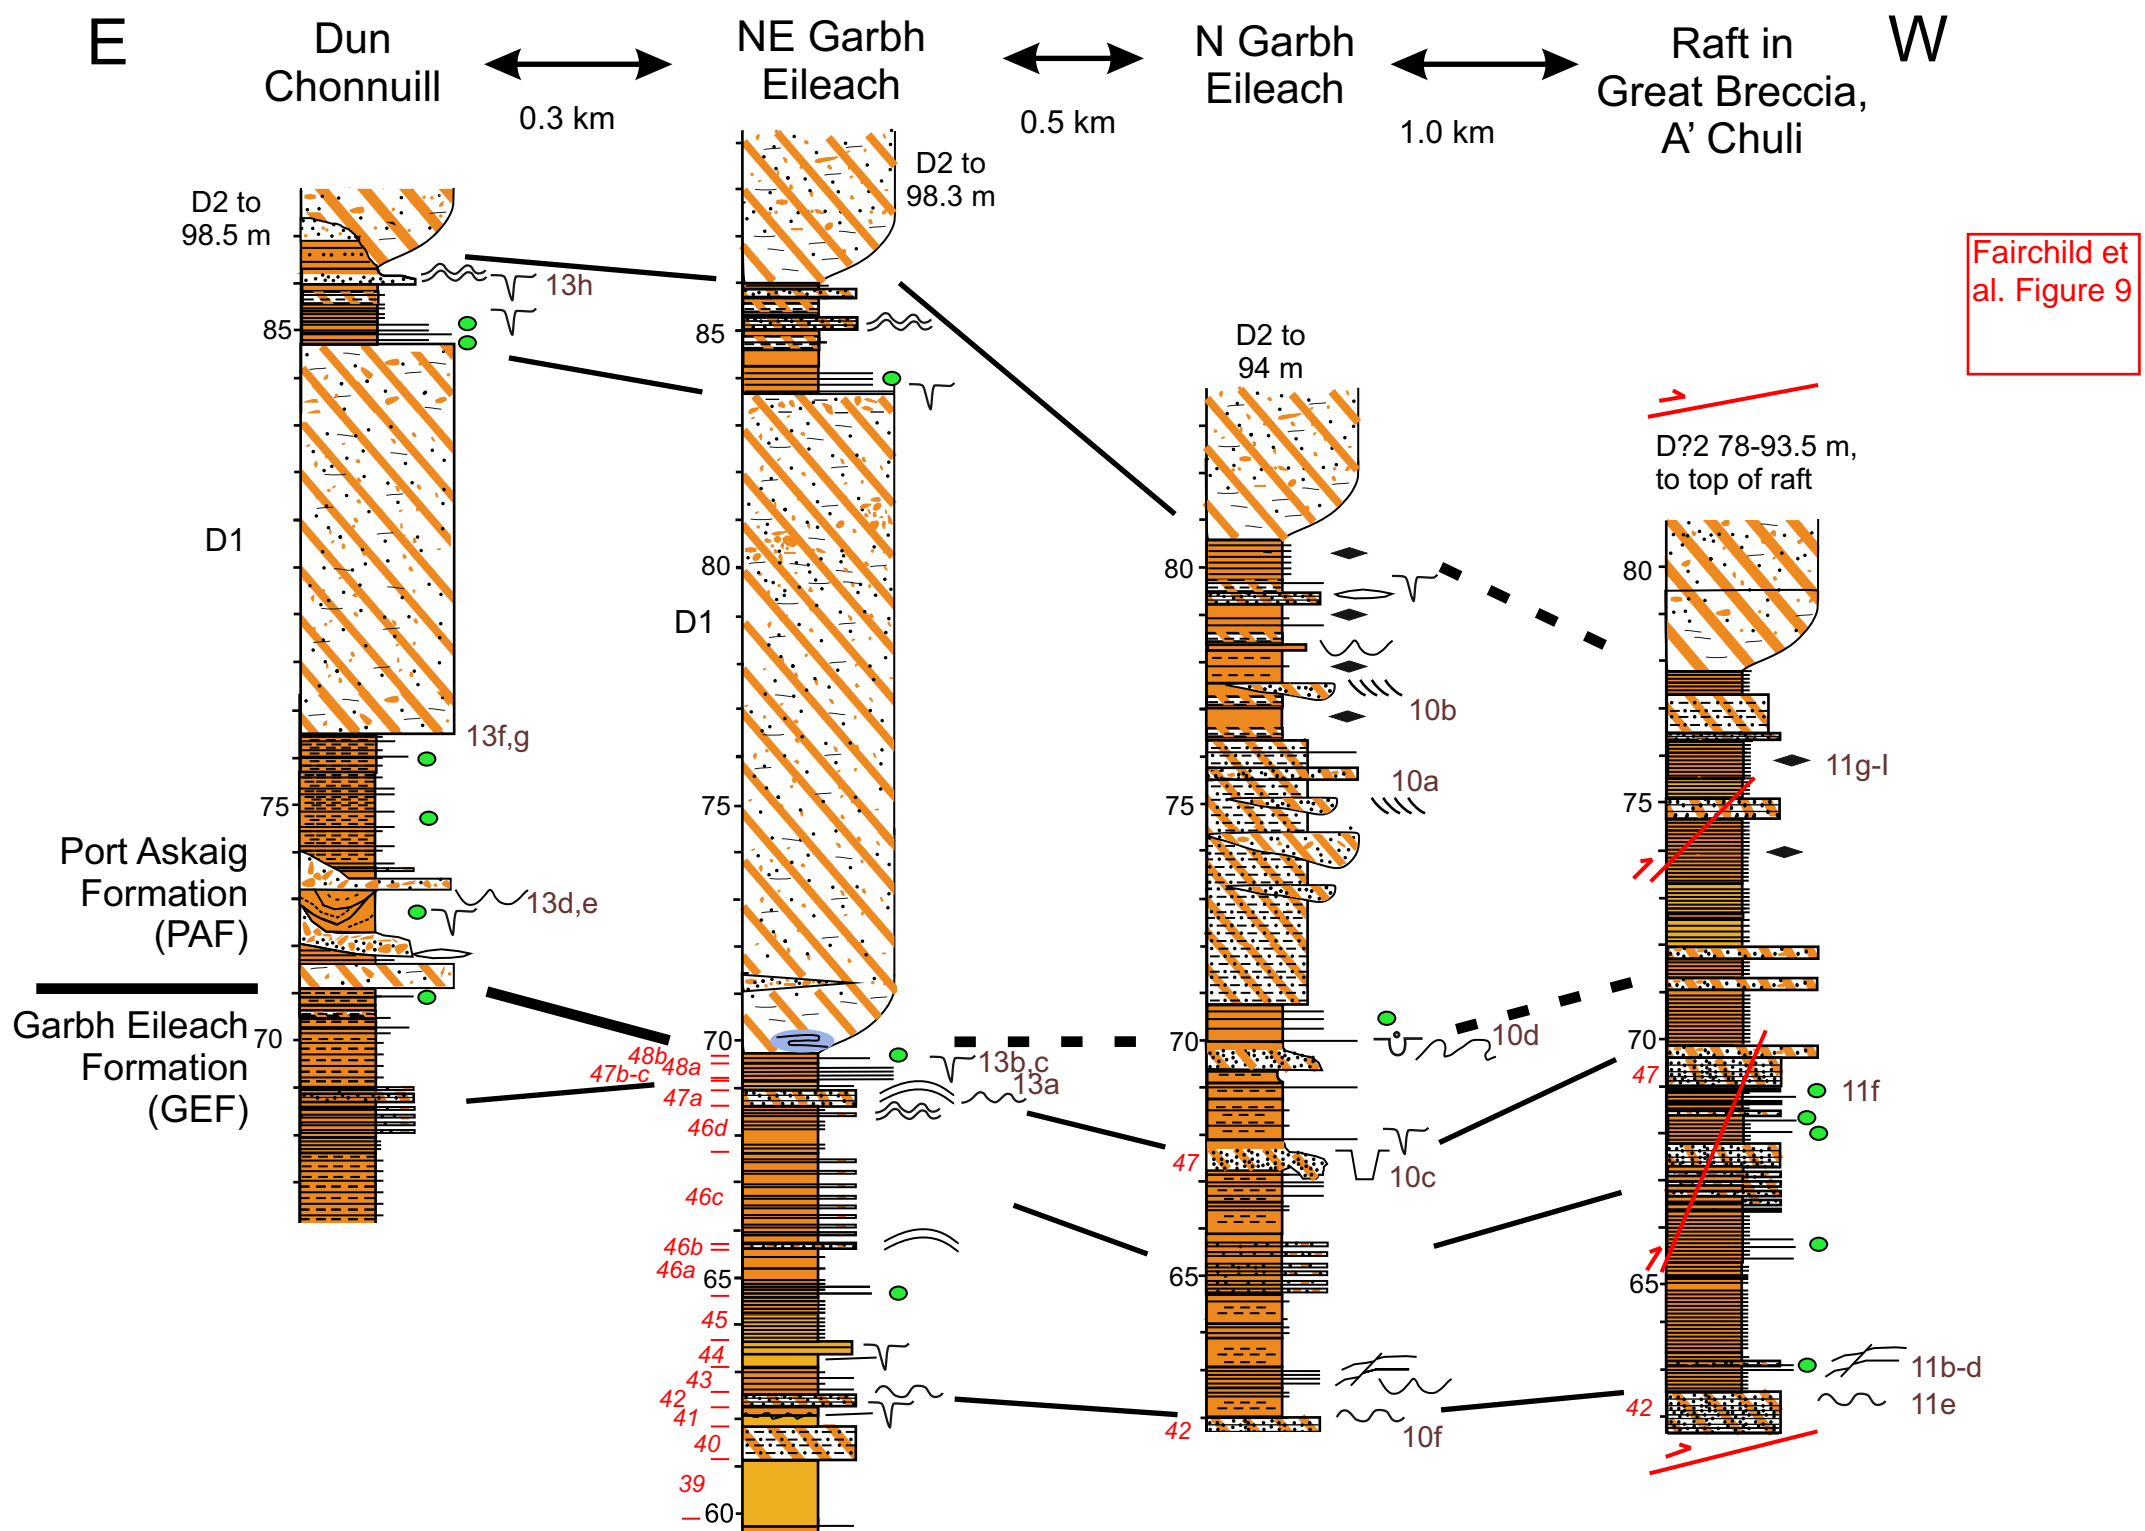 E
Dun
Chonnuill
0.3 km
NE Garbh
Eileach
0.5 km
N Garbh
Eileach
1.0 km
Raft in
Great Breccia,
A’ Chuli
W
Fairchild et
al. Figure 9
D2 to
98.5 m
13h
85
D1
13f,g
75
13d,e
70
Port Askaig
Formation
(PAF)
Garbh Eileach
Formation
(GEF)
D2 to
98.3 m
85
80
D1
75
70
48b
48a
47b-c
47a
13b,c
13a
46d
46c
46b
46a
65
45
44
43
42
41
40
39
60
D2 to
94 m
80
10b
10a
75
70
10d
47
10c
65
42
10f
D?2 78-93.5 m,
to top of raft
80
11g-l
75
70
47
11f
65
11b-d
42
11e